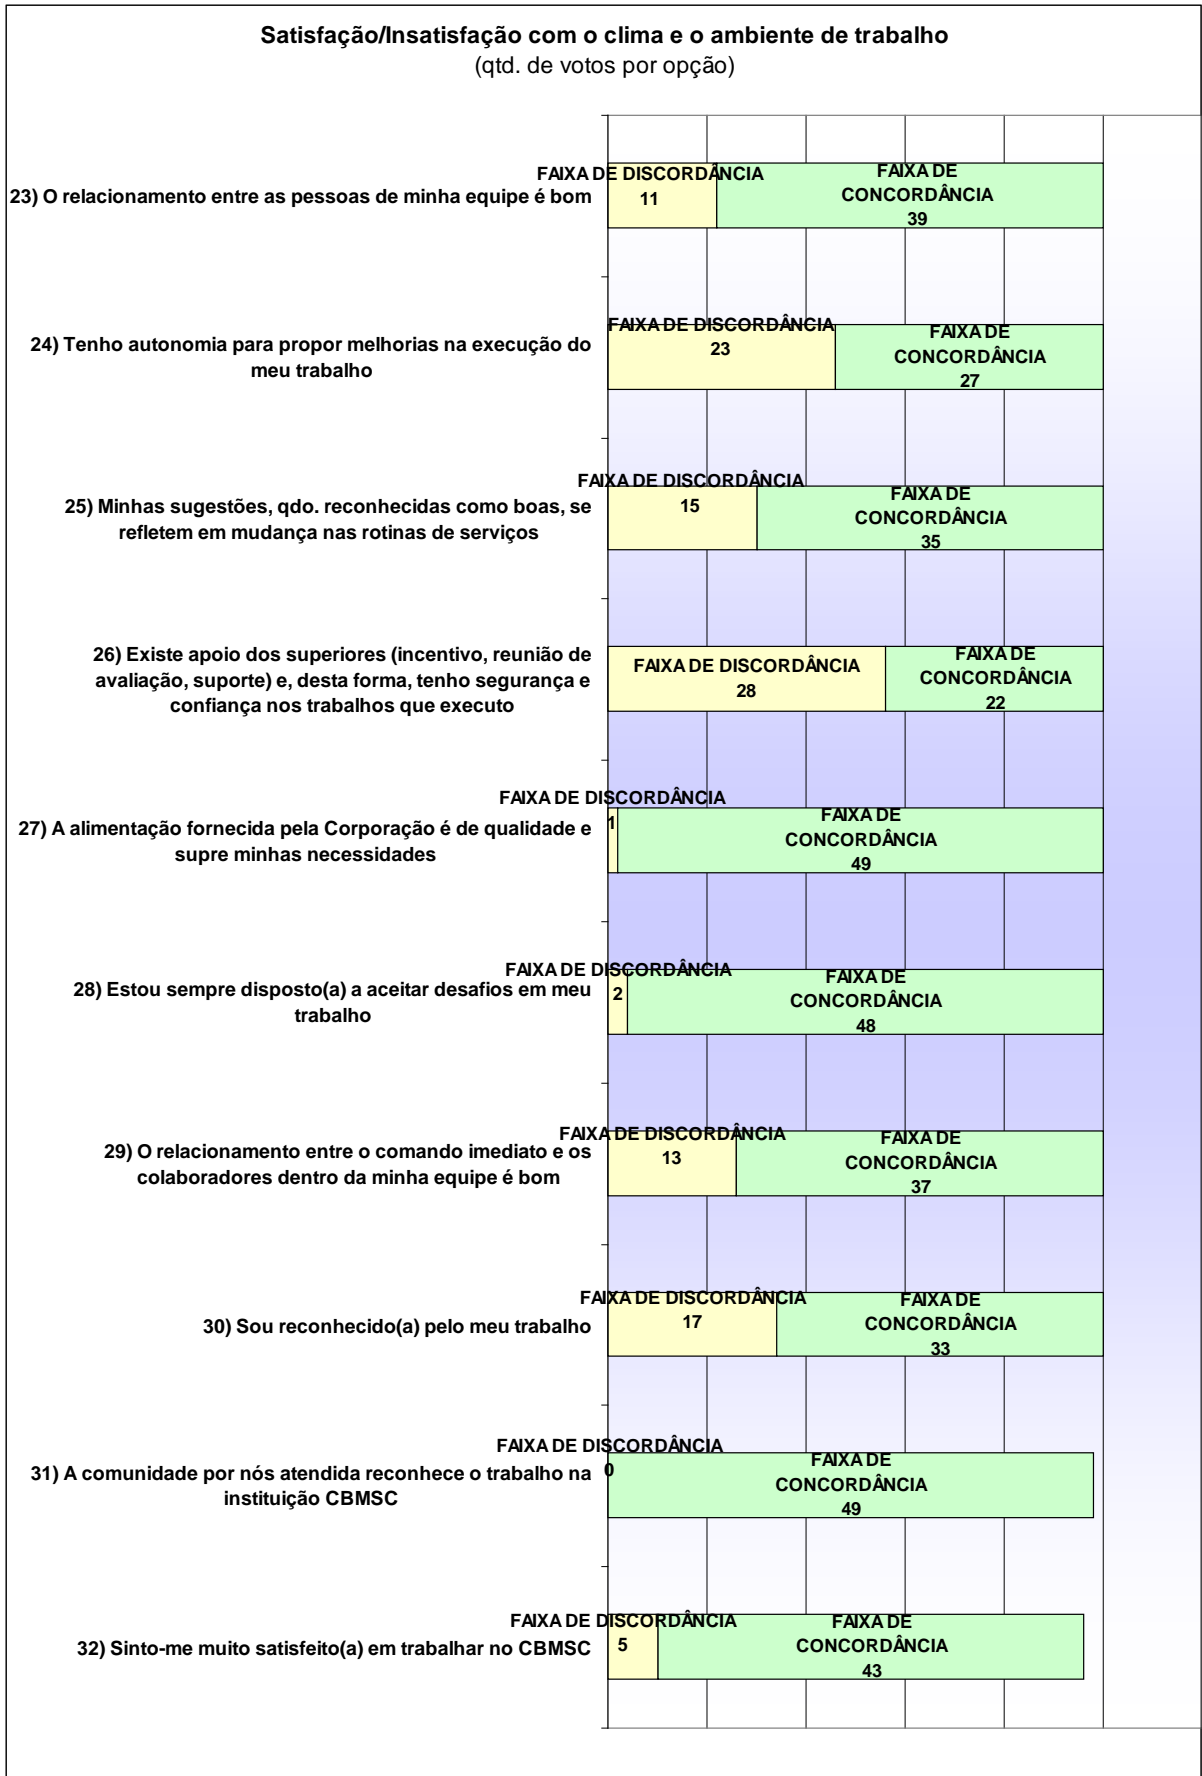 Satisfação/Insatisfação com o clima e o ambiente de trabalho
(qtd. de votos por opção)
23) O relacionamento entre as pessoas de minha equipe é bom
FAIXA DE DISCORDÂNCIA
11
FAIXA DE
CONCORDÂNCIA
39
24) Tenho autonomia para propor melhorias na execução do
meu trabalho
FAIXA DE DISCORDÂNCIA
23
FAIXA DE
CONCORDÂNCIA
27
25) Minhas sugestões, qdo. reconhecidas como boas, se
refletem em mudança nas rotinas de serviços
FAIXA DE DISCORDÂNCIA
15
FAIXA DE
CONCORDÂNCIA
35
26) Existe apoio dos superiores (incentivo, reunião de
avaliação, suporte) e, desta forma, tenho segurança e
confiança nos trabalhos que executo
FAIXA DE DISCORDÂNCIA
28
FAIXA DE
CONCORDÂNCIA
22
27) A alimentação fornecida pela Corporação é de qualidade e
supre minhas necessidades
FAIXA DE DISCORDÂNCIA
1
FAIXA DE
CONCORDÂNCIA
49
28) Estou sempre disposto(a) a aceitar desafios em meu
trabalho
FAIXA DE DISCORDÂNCIA
2
FAIXA DE
CONCORDÂNCIA
48
29) O relacionamento entre o comando imediato e os
colaboradores dentro da minha equipe é bom
FAIXA DE DISCORDÂNCIA
13
FAIXA DE
CONCORDÂNCIA
37
30) Sou reconhecido(a) pelo meu trabalho
FAIXA DE DISCORDÂNCIA
17
FAIXA DE
CONCORDÂNCIA
33
31) A comunidade por nós atendida reconhece o trabalho na
instituição CBMSC
FAIXA DE DISCORDÂNCIA
0
FAIXA DE
CONCORDÂNCIA
49
32) Sinto-me muito satisfeito(a) em trabalhar no CBMSC
FAIXA DE DISCORDÂNCIA
5
FAIXA DE
CONCORDÂNCIA
43